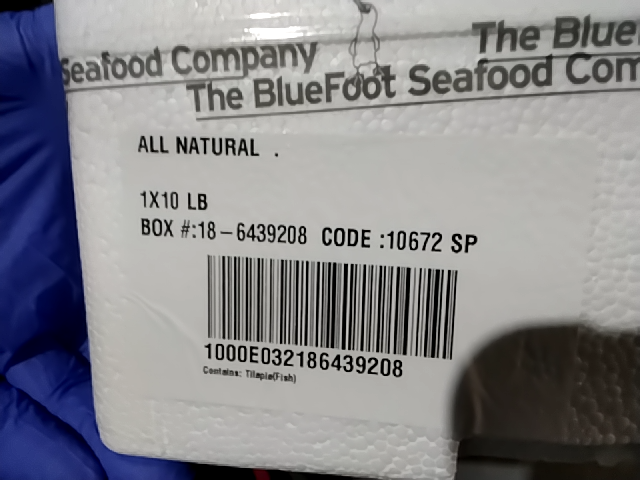 Seafood Company
The Blue
The BlueFoot Seafood Com
ALL NATURAL .
1X10 LB
BOX #:18-6439208 CODE :10672 SP
1000E032186439208
Contains: Tilapia(Fish)